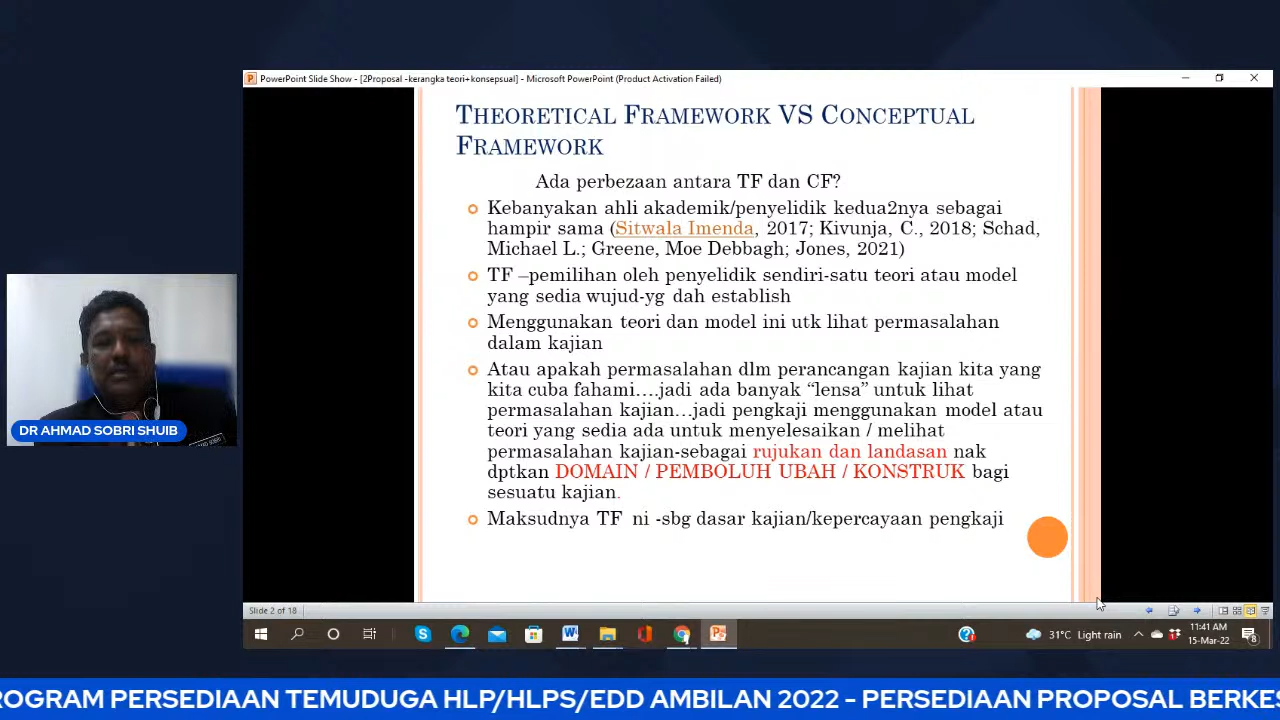 PowerPoint Slide Show - [2Proposal -kerangka teori+konsepsual] - Microsoft PowerPoint (Product Activation Failed)
THEORETICAL FRAMEWORK VS CONCEPTUAL
FRAMEWORK
Ada perbezaan antara TF dan CF?
Kebanyakan ahli akademik/penyelidik kedua2nya sebagai
hampir sama (Sitwala Imenda, 2017; Kivunja, C., 2018; Schad,
Michael L.; Greene, Moe Debbagh; Jones, 2021)
TF –pemilihan oleh penyelidik sendiri-satu teori atau model
yang sedia wujud-yg dah establish
Menggunakan teori dan model ini utk lihat permasalahan
dalam kajian
Atau apakah permasalahan dlm perancangan kajian kita yang
kita cuba fahami….jadi ada banyak “lensa” untuk lihat
permasalahan kajian…jadi pengkaji menggunakan model atau
teori yang sedia ada untuk menyelesaikan / melihat
permasalahan kajian-sebagai rujukan dan landasan nak
dptkan DOMAIN / PEMBOLUH UBAH / KONSTRUK bagi
sesuatu kajian.
Maksudnya TF ni -sbg dasar kajian/kepercayaan pengkaji
DR AHMAD SOBRI SHUIB
Slide 2 of 18
31°C Light rain
11:41 AM
15-Mar-22
8
ROGRAM PERSEDIAAN TEMUDUGA HLP/HLPS/EDD AMBILAN 2022 - PERSEDIAAN PROPOSAL BERKES